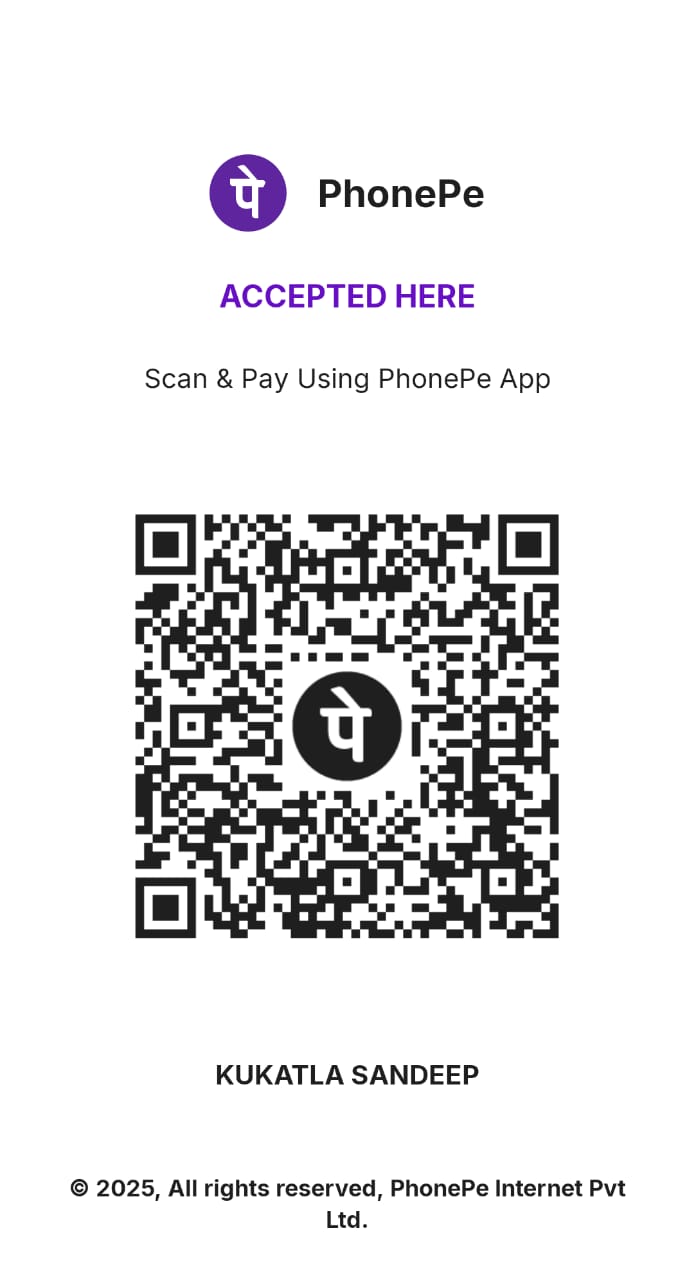 पे PhonePe
ACCEPTED HERE
Scan & Pay Using PhonePe App
पे
KUKATLA SANDEEP
© 2025, All rights reserved, PhonePe Internet Pvt
Ltd.